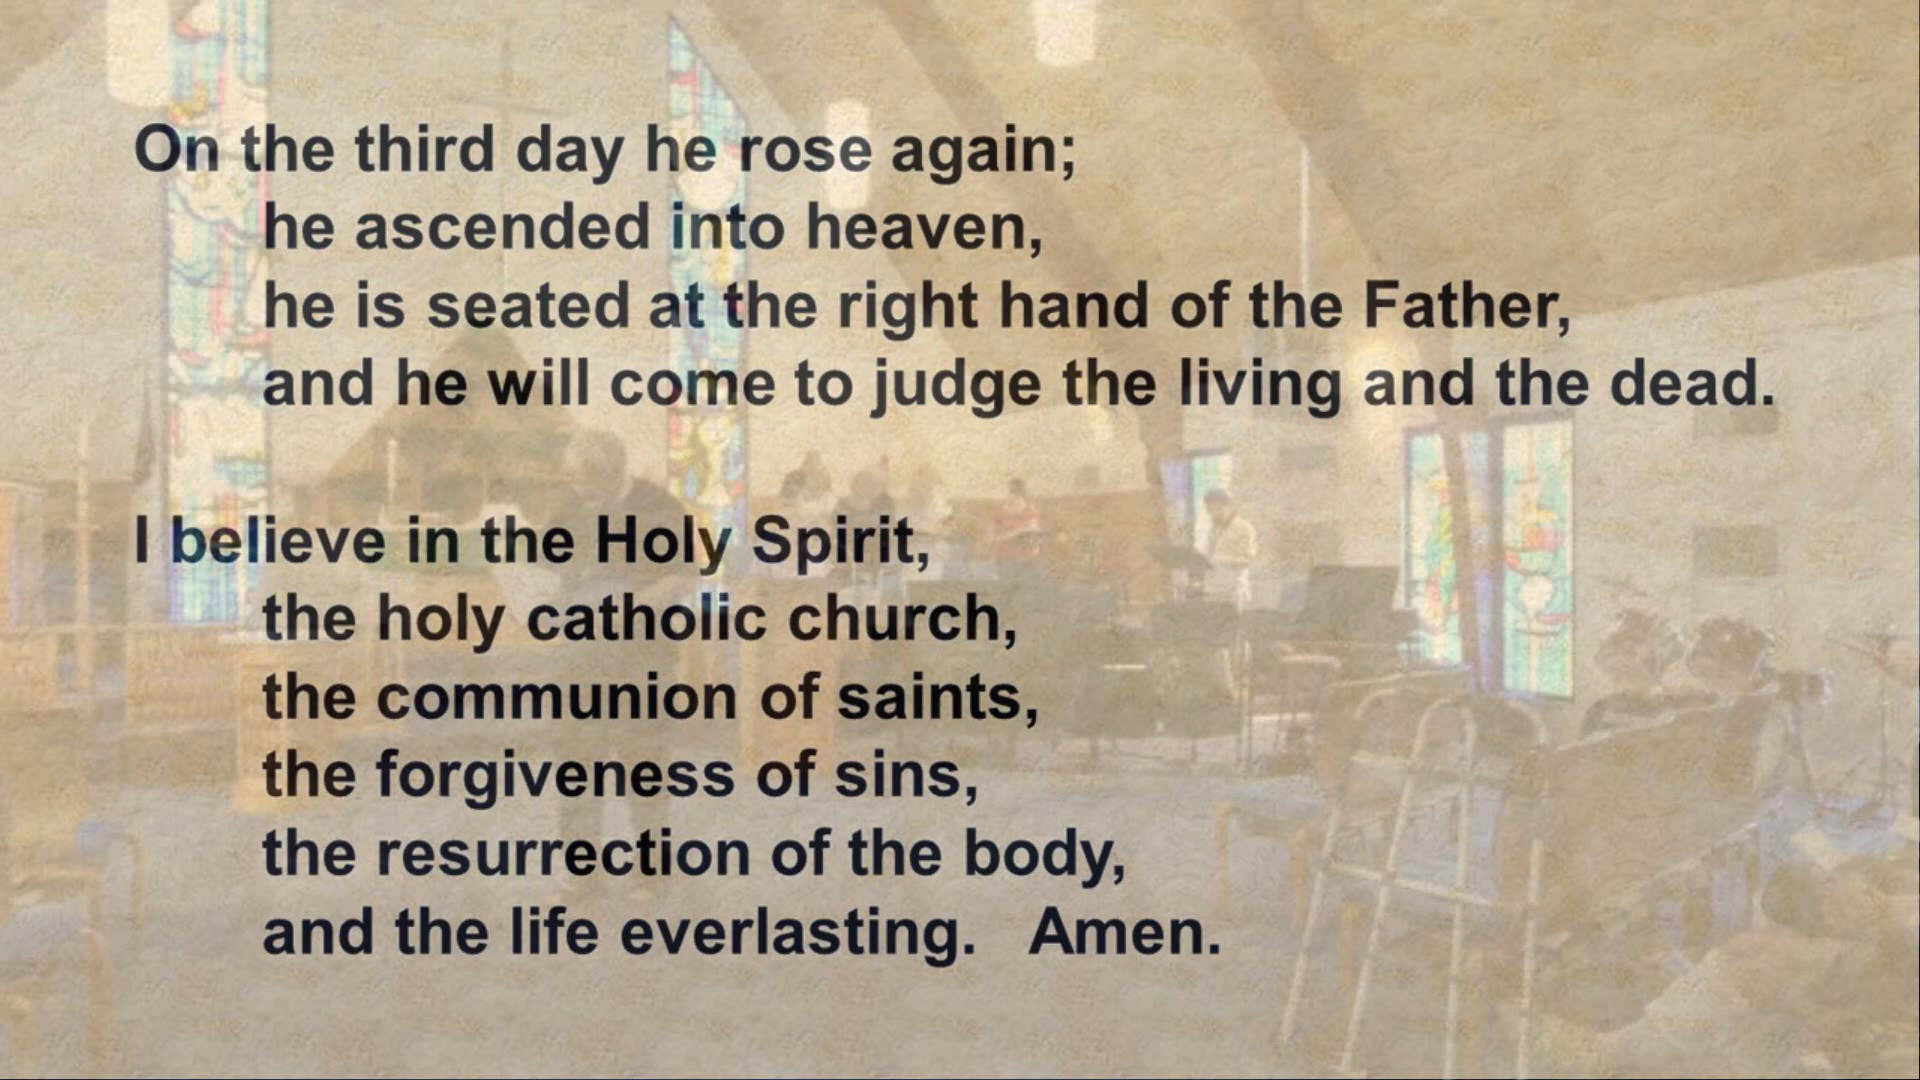 On the third day he rose again;
he ascended into heaven,
he is seated at the right hand of the Father,
and he will come to judge the living and the dead.
I believe in the Holy Spirit,
the holy catholic church,
the communion of saints,
the forgiveness of sins,
the resurrection of the body,
and the life everlasting.   Amen.